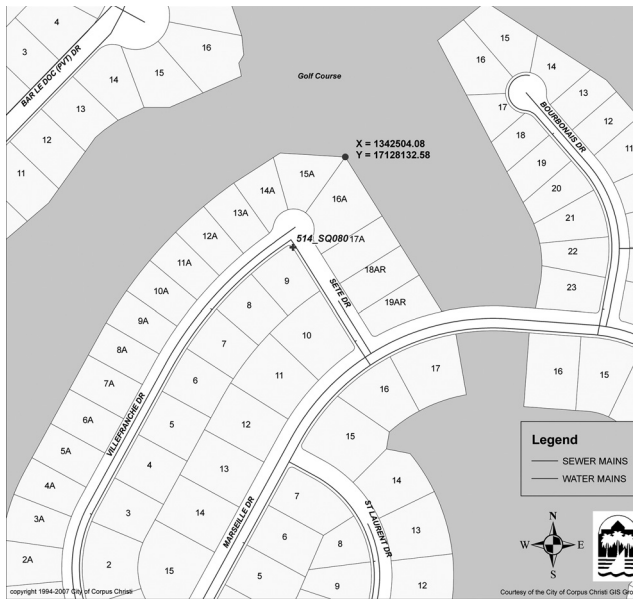 4
3
BAR LE DOC (PVT) DR
16
15
14
13
12
11
Golf Course
15
16
14
13
12
11
17
BOURBONAIS DR
18
19
20
21
22
23
X = 1342504.08
Y = 17128132.58
15A
14A
16A
13A
12A
514_SQ080
17A
11A
18AR
10A
9
SETE DR
19AR
9A
8
8A
7
10
7A
6
11
17
16
16
15
6A
VILLEFRANCHE DR
5
12
5A
4
13
15
4A
3
14
MARSEILLE DR
7
14
3A
6
ST LAURENT DR
13
2A
2
15
5
8
9
12
Legend
SEWER MAINS
WATER MAINS
N
W
E
S
copyright 1994-2007 City of Corpus Christi
Courtesy of the City of Corpus Christi GIS Gro